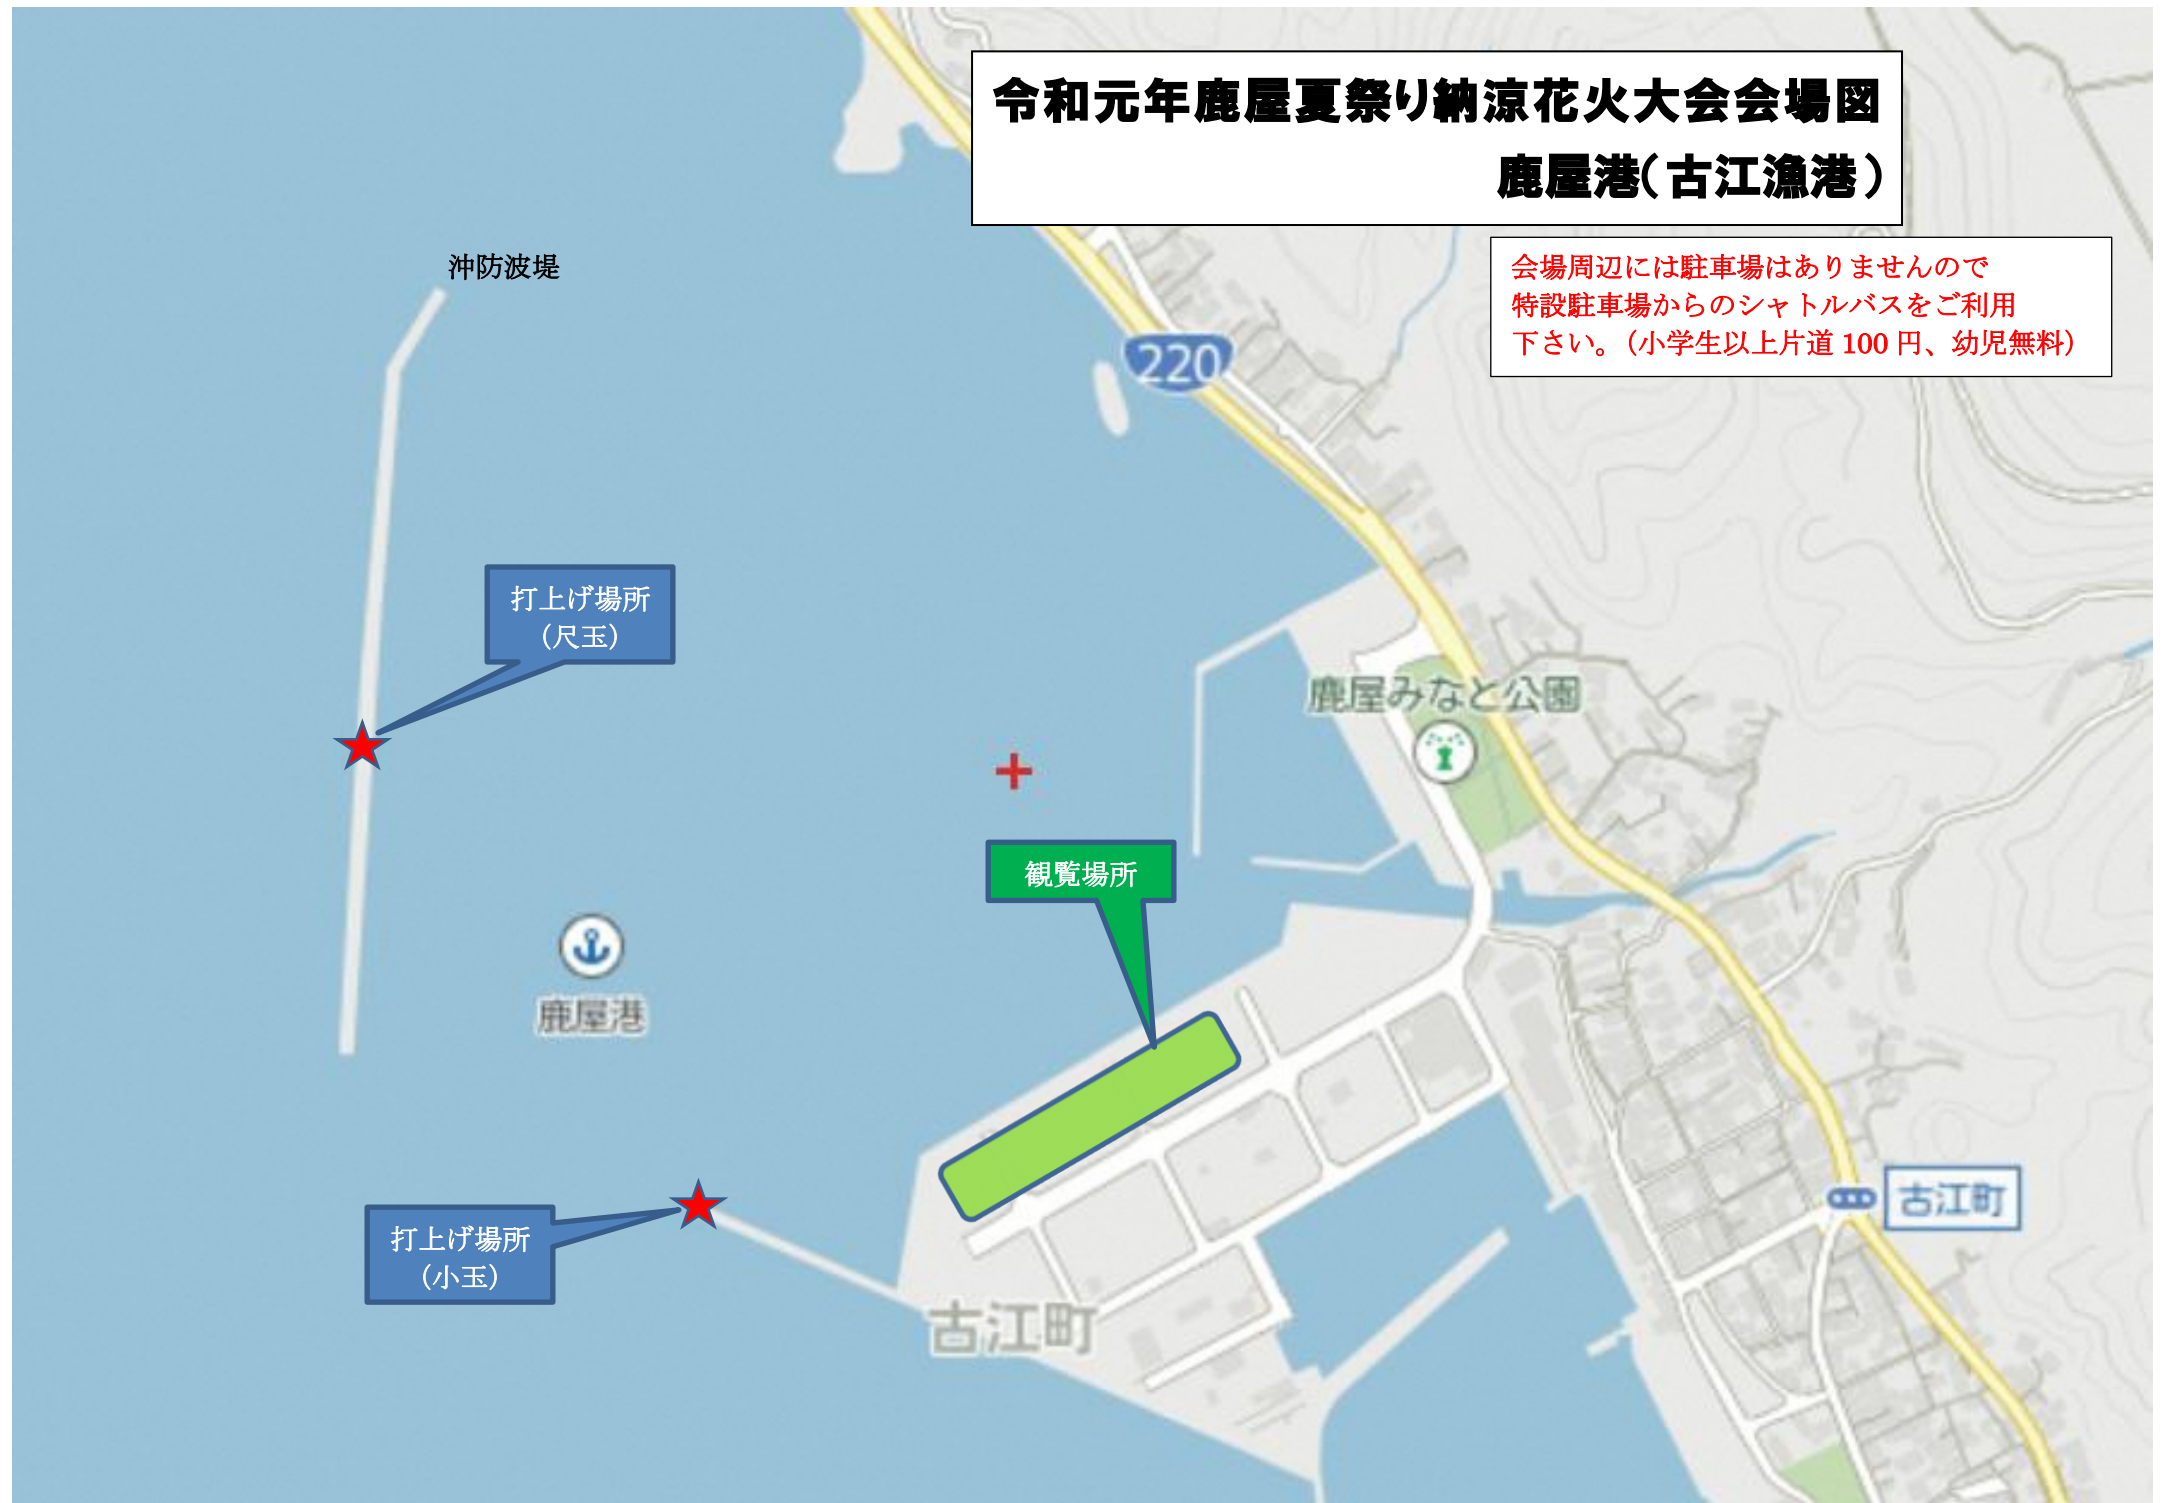 令和元年鹿屋夏祭り納涼花火大会会場図
鹿屋港（古江漁港）
会場周辺には駐車場はありませんので
特設駐車場からのシャトルバスをご利用
下さい。（小学生以上片道 100 円、幼児無料）
沖防波堤
220
打上げ場所
（尺玉）
鹿屋みなと公園
観覧場所
鹿屋港
古江町
打上げ場所
（小玉）
古江町